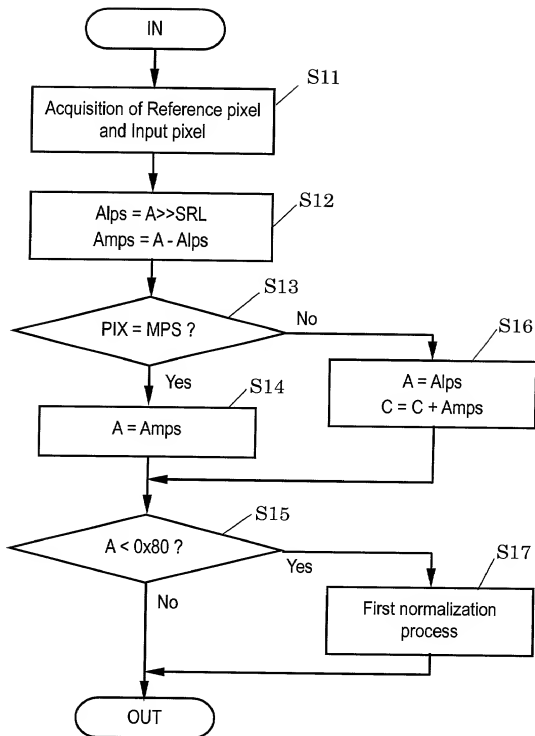 IN
S11
Acquisition of Reference pixel
and Input pixel
S12
Alps = A>>SRL
Amps = A - Alps
S13
PIX = MPS ?
No
S16
Yes
S14
A = Alps
C = C + Amps
A = Amps
S15
A < 0x80 ?
Yes
S17
No
First normalization
process
OUT